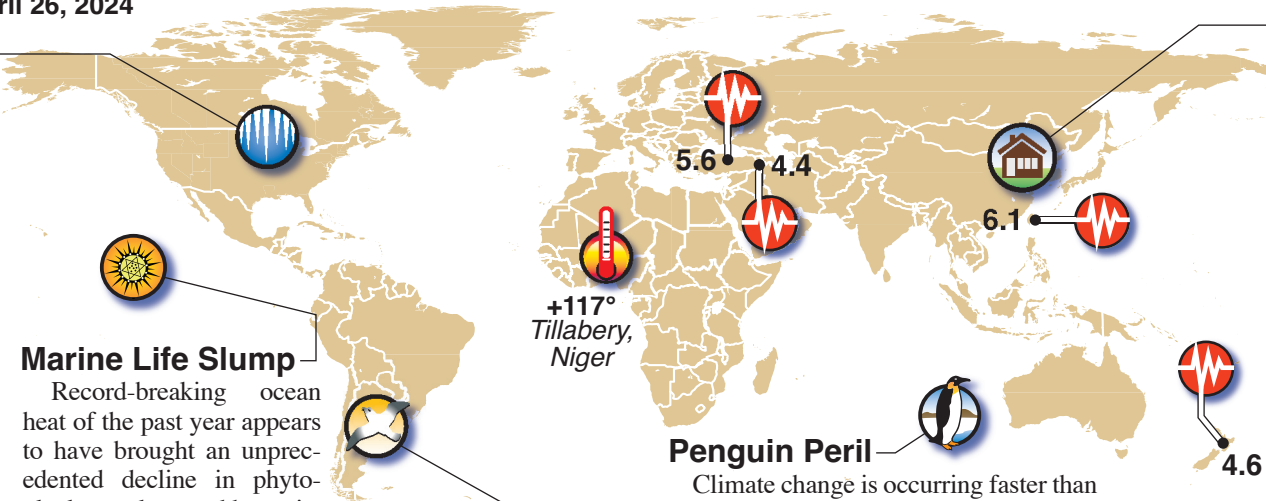 ril 26, 2024
5.6
4.4
6.1
+117°
Tillabery,
Niger
Marine Life Slump
Record-breaking ocean
heat of the past year appears
to have brought an unprec-
edented decline in phyto-
Penguin Peril
Climate change is occurring faster than
4.6